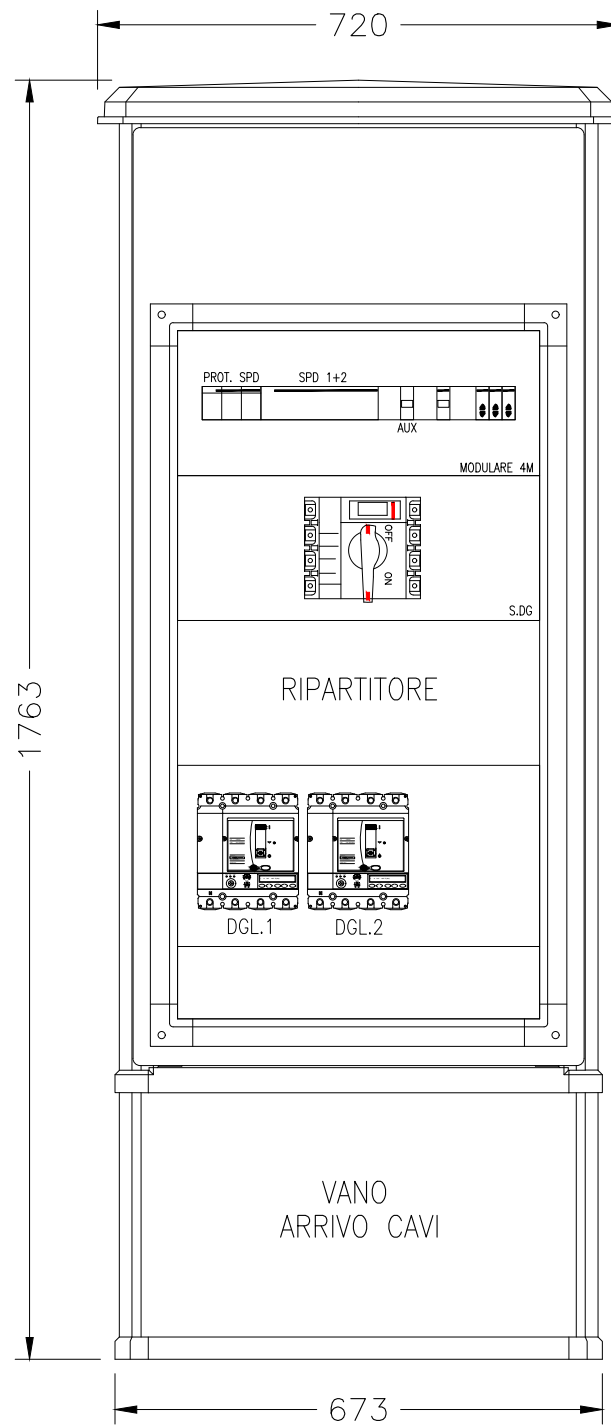 720
1763
PROT. SPD SPD 1+2
AUX
MODULARE 4M
OFF
ON
S.DG
RIPARTITORE
DGL.1 DGL.2
VANO
ARRIVO CAVI
673